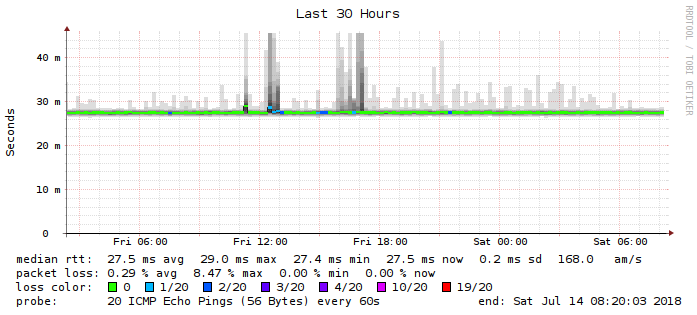 Last 30 Hours
RRDTOOL / TOBI OETIKER
Seconds
40 m
30 m
20 m
10 m
0
Fri 06:00 Fri 12:00 Fri 18:00 Sat 00:00 Sat 06:00
median rtt: 27.5 ms avg 29.0 ms max 27.4 ms min 27.5 ms now 0.2 ms sd 168.0 am/s
packet loss: 0.29 % avg 8.47 % max 0.00 % min 0.00 % now
loss color: 0 1/20 2/20 3/20 4/20 10/20 19/20
probe: 20 ICMP Echo Pings (56 Bytes) every 60s end: Sat Jul 14 08:20:03 2018